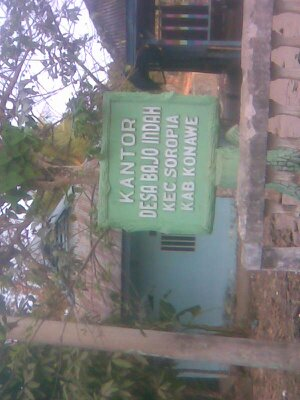 KANTOR
DESA BAJO INDAH
KEC SOROPIA
KAB KONAWE